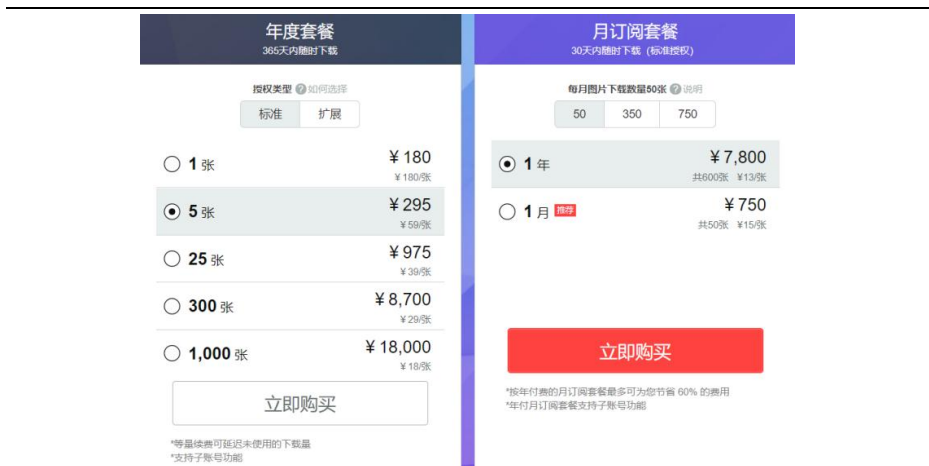 年度套餐
365天内随时下载
授权类型 ? 如何选择
标准 扩展
1 张 ¥ 180
¥ 180/张
5 张 ¥ 295
¥ 59/张
25 张 ¥ 975
¥ 39/张
300 张 ¥ 8,700
¥ 29/张
1,000 张 ¥ 18,000
¥ 18/张
立即购买
*等量续费可延迟未使用的下载量
*支持子账号功能
月订阅套餐
30天内随时下载（标准授权）
每月图片下载数量50张 ? 说明
50 350 750
1 年 ¥ 7,800
共600张 ¥13/张
1 月 推荐 ¥ 750
共50张 ¥15/张
立即购买
*按年付费的月订阅套餐最多可为您节省 60% 的费用
*年付月订阅套餐支持子账号功能